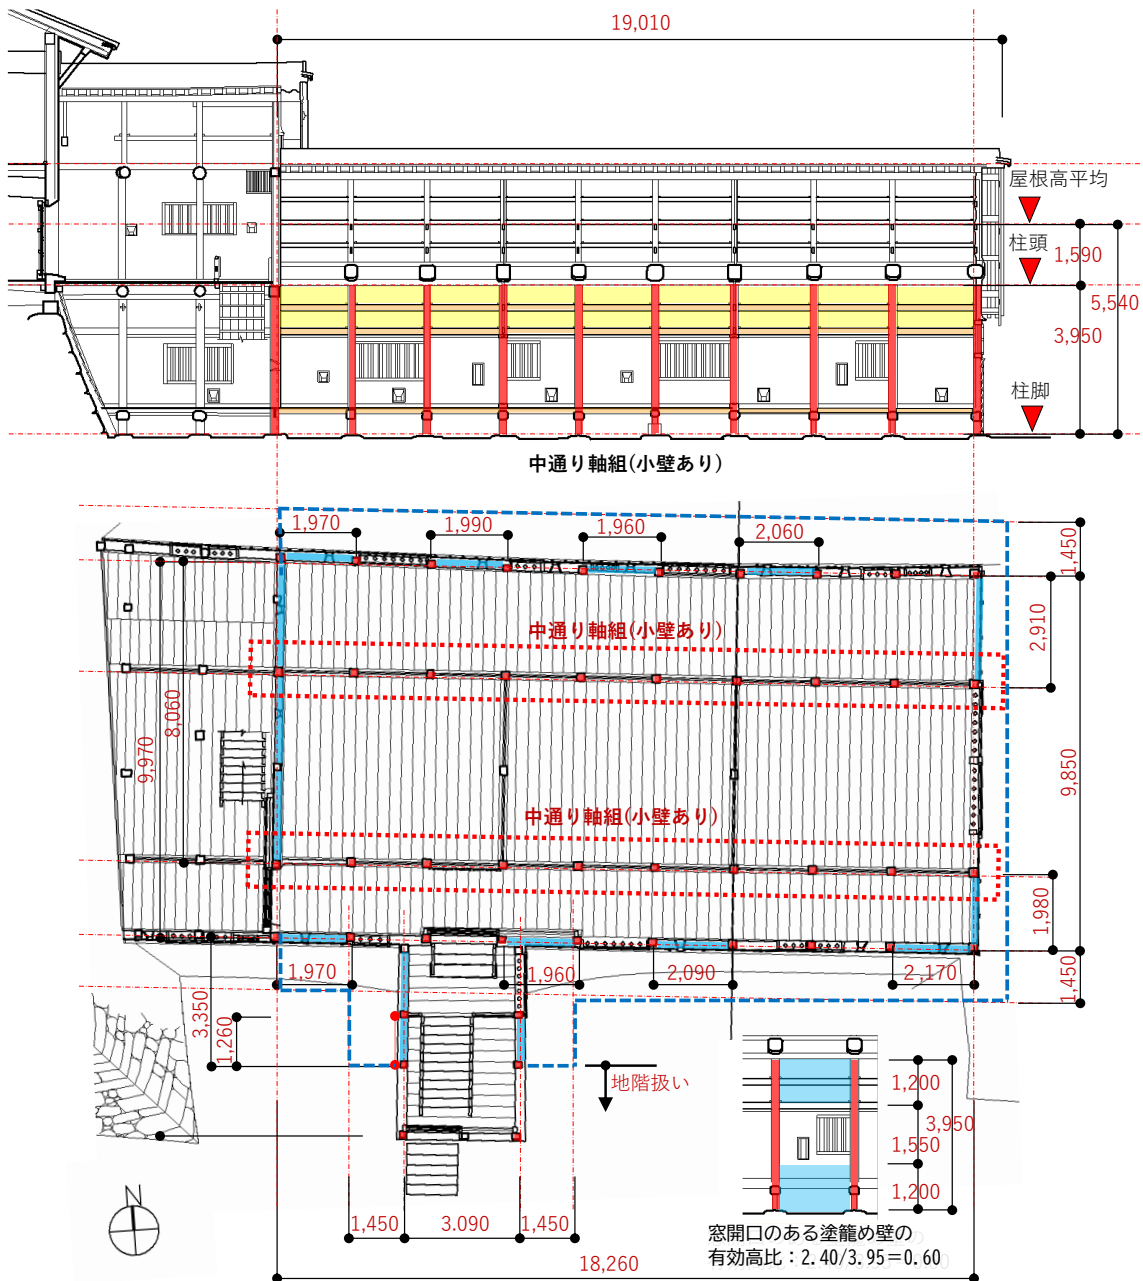 19,010
屋根高平均
柱頭
1,590
5,540
3,950
柱脚
中通り軸組(小壁あり)
1,970
1,990
1,960
2,060
1,450
2,910
中通り軸組(小壁あり)
8,060
9,970
9,850
中通り軸組(小壁あり)
1,980
1,970
1,960
2,090
2,170
1,450
3,350
1,260
地階扱い
1,200
3,950
1,550
1,200
N
1,450
3.090
1,450
窓開口のある塗籠め壁の
有効高比：2.40/3.95＝0.60
18,260